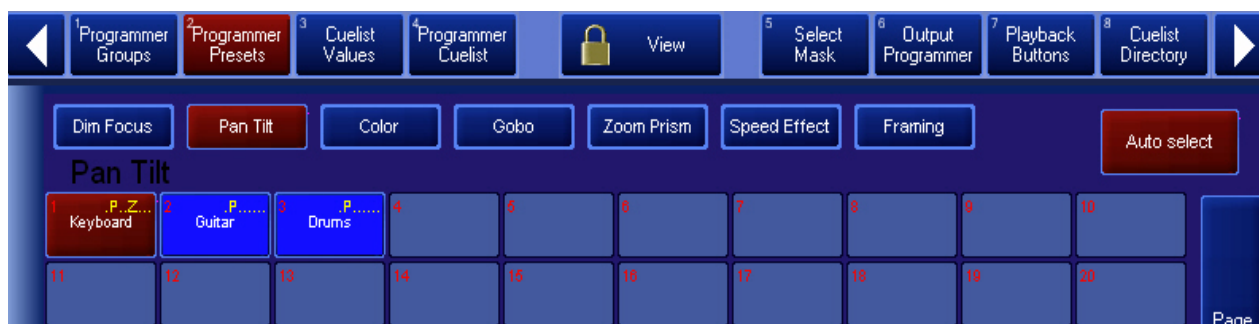 1 Programmer Groups
2 Programmer Presets
3 Cuelist Values
4 Programmer Cuelist
View
5 Select Mask
6 Output Programmer
7 Playback Buttons
8 Cuelist Directory
Dim Focus
Pan Tilt
Color
Gobo
Zoom Prism
Speed Effect
Framing
Auto select
Pan Tilt
1 .P..Z... Keyboard
2 .P...... Guitar
3 .P...... Drums
4
5
6
7
8
9
10
11
12
13
14
15
16
17
18
19
20
Page